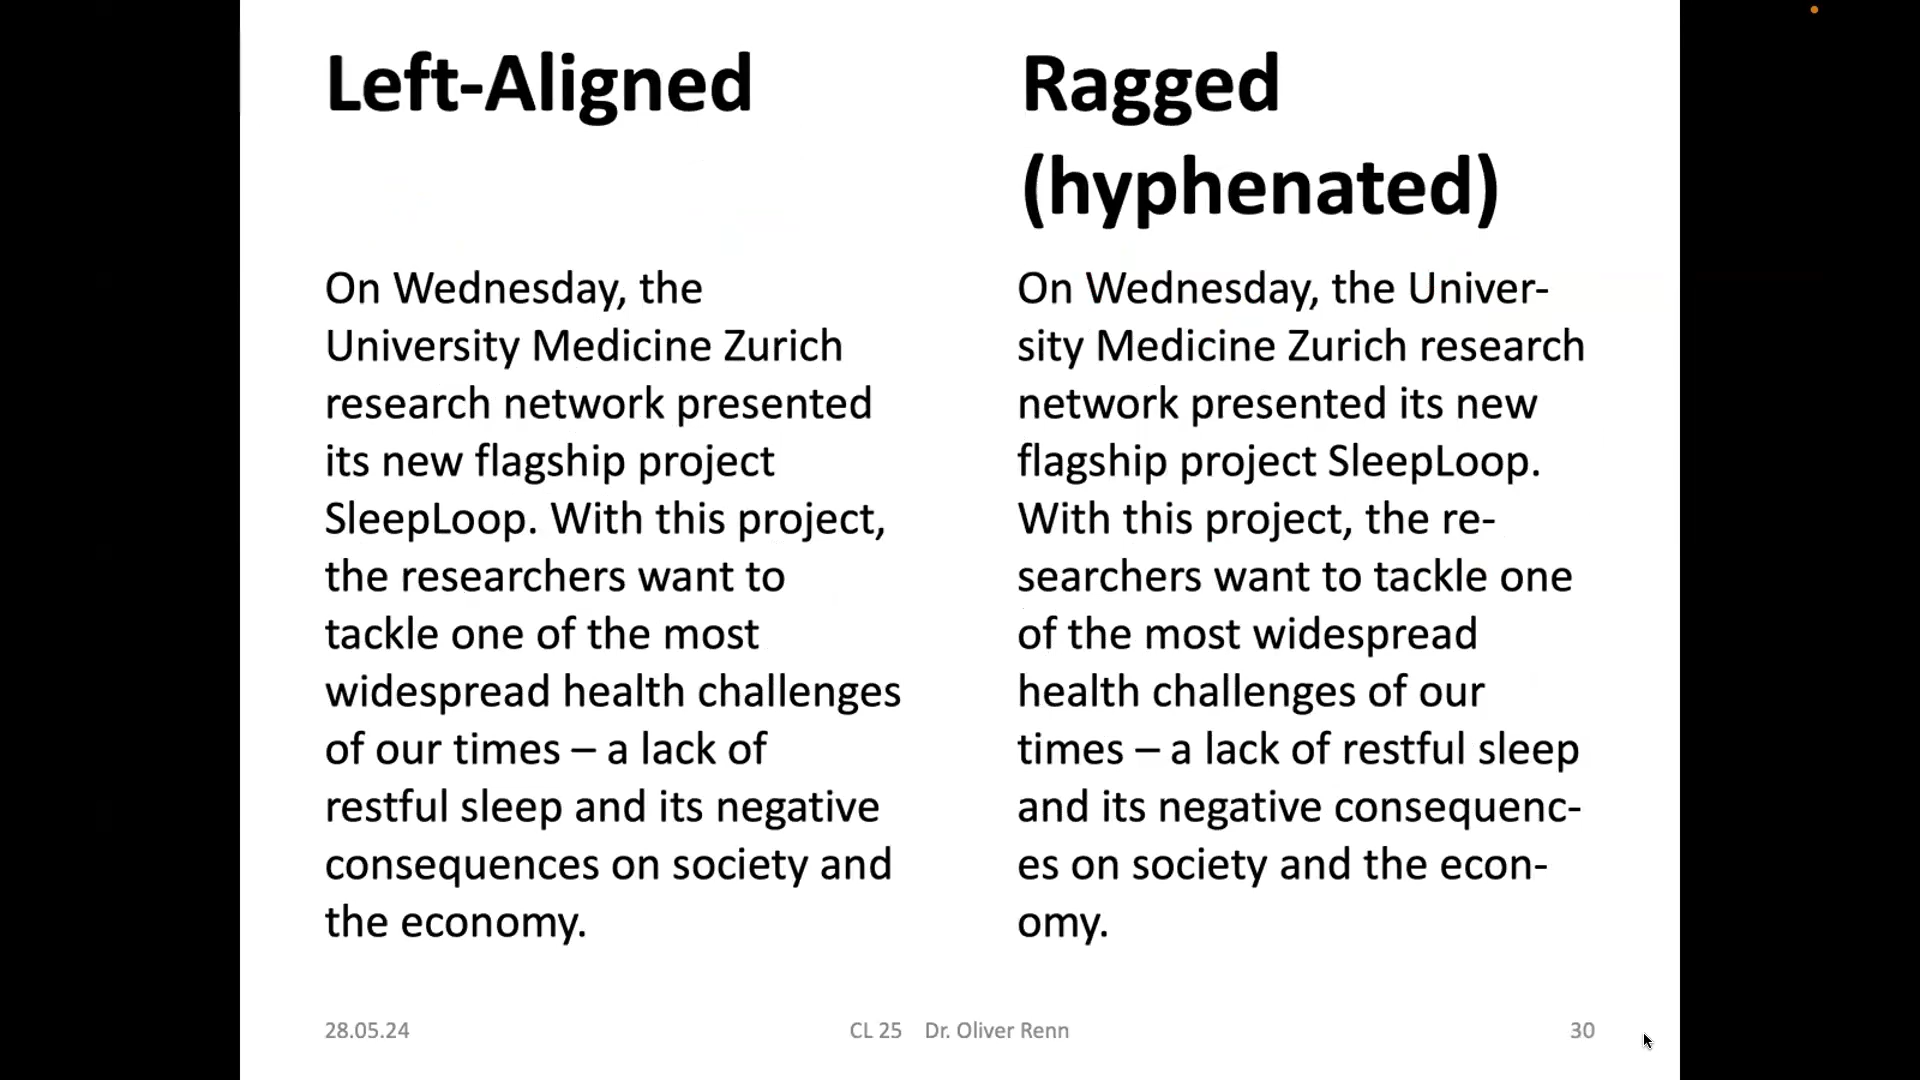 Left-Aligned
On Wednesday, the
University Medicine Zurich
research network presented
its new flagship project
SleepLoop. With this project,
the researchers want to
tackle one of the most
widespread health challenges
of our times – a lack of
restful sleep and its negative
consequences on society and
the economy.
Ragged
(hyphenated)
On Wednesday, the Univer-
sity Medicine Zurich research
network presented its new
flagship project SleepLoop.
With this project, the re-
searchers want to tackle one
of the most widespread
health challenges of our
times – a lack of restful sleep
and its negative consequenc-
es on society and the econ-
omy.
28.05.24
CL 25 Dr. Oliver Renn
30